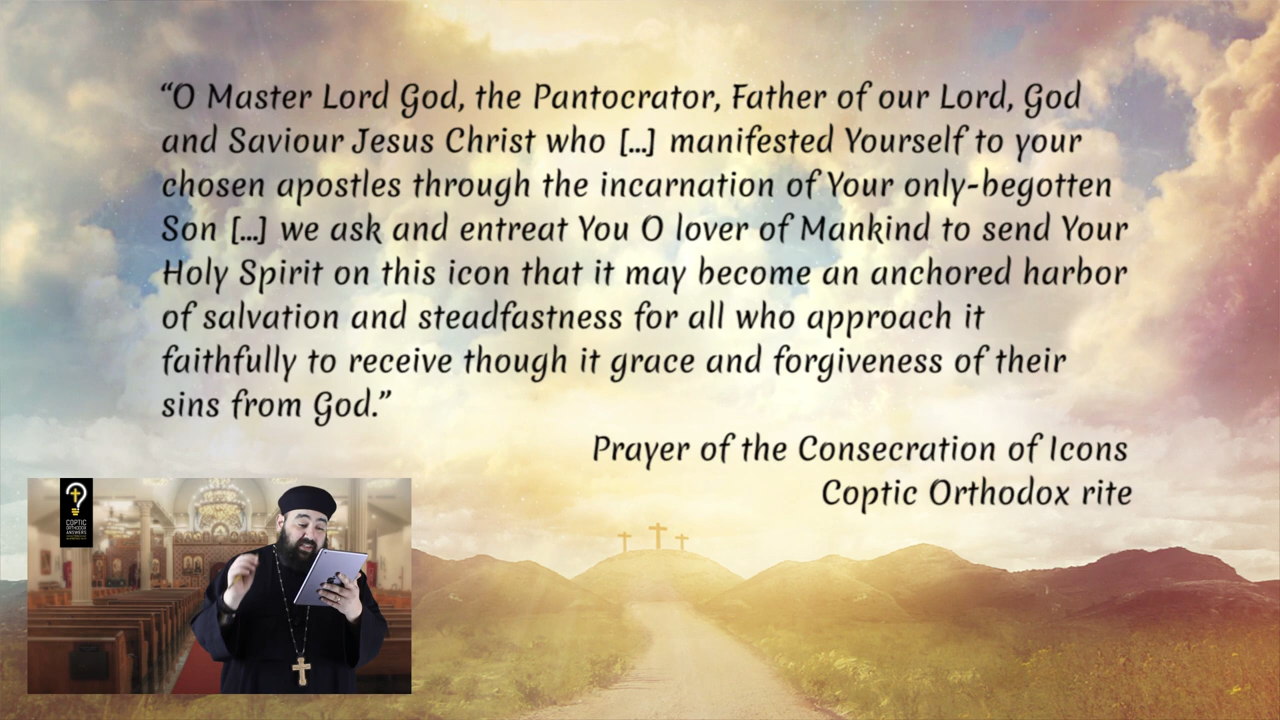 “O Master Lord God, the Pantocrator, Father of our Lord, God
and Saviour Jesus Christ who [...] manifested Yourself to your
chosen apostles through the incarnation of Your only-begotten
Son [...] we ask and entreat You O lover of Mankind to send Your
Holy Spirit on this icon that it may become an anchored harbor
of salvation and steadfastness for all who approach it
faithfully to receive though it grace and forgiveness of their
sins from God.”
Prayer of the Consecration of Icons
Coptic Orthodox rite
COPTIC
ORTHODOX
ANSWERS